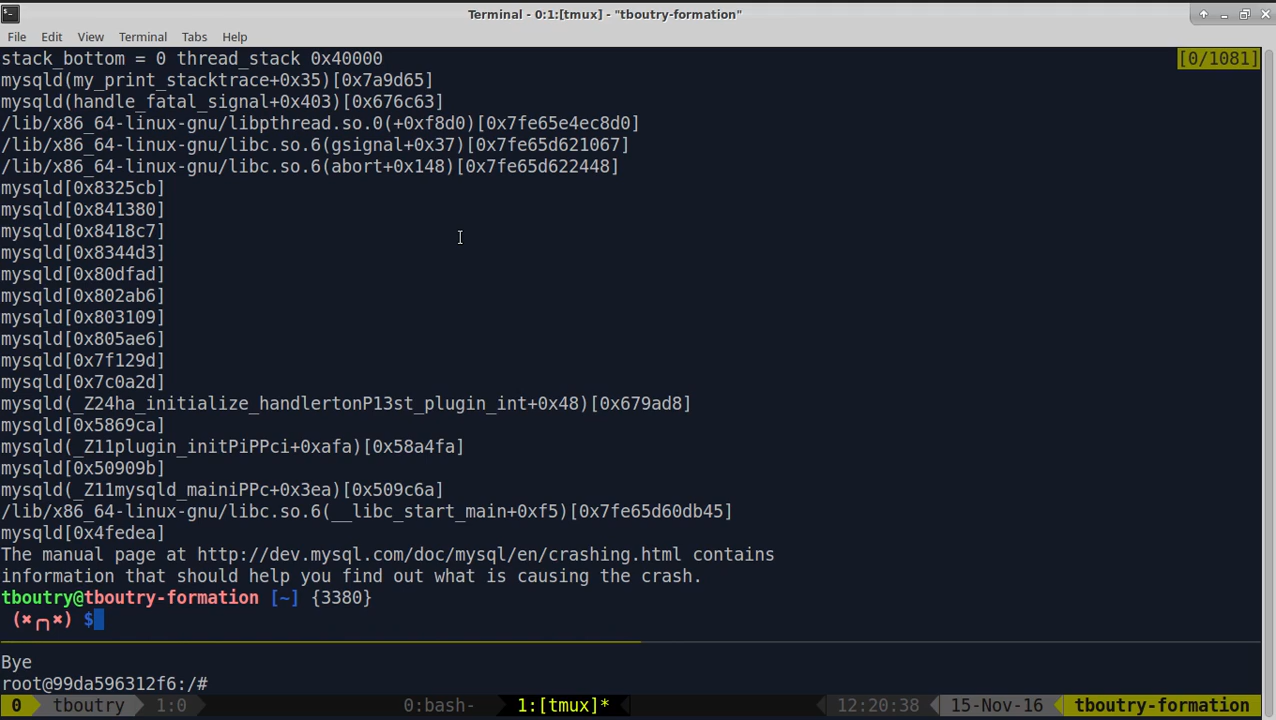 Terminal - 0:1:[tmux] - "tboutry-formation"
File Edit View Terminal Tabs Help
stack_bottom = 0 thread_stack 0x40000 [0/1081]
mysqld(my_print_stacktrace+0x35)[0x7a9d65]
mysqld(handle_fatal_signal+0x403)[0x676c63]
/lib/x86_64-linux-gnu/libpthread.so.0(+0xf8d0)[0x7fe65e4ec8d0]
/lib/x86_64-linux-gnu/libc.so.6(gsignal+0x37)[0x7fe65d621067]
/lib/x86_64-linux-gnu/libc.so.6(abort+0x148)[0x7fe65d622448]
mysqld[0x8325cb]
mysqld[0x841380]
mysqld[0x8418c7]
mysqld[0x8344d3]
mysqld[0x80dfad]
mysqld[0x802ab6]
mysqld[0x803109]
mysqld[0x805ae6]
mysqld[0x7f129d]
mysqld[0x7c0a2d]
mysqld(_Z24ha_initialize_handlertonP13st_plugin_int+0x48)[0x679ad8]
mysqld[0x5869ca]
mysqld(_Z11plugin_initPiPPci+0xafa)[0x58a4fa]
mysqld[0x50909b]
mysqld(_Z11mysqld_mainiPPc+0x3ea)[0x509c6a]
/lib/x86_64-linux-gnu/libc.so.6(__libc_start_main+0xf5)[0x7fe65d60db45]
mysqld[0x4fedea]
The manual page at http://dev.mysql.com/doc/mysql/en/crashing.html contains
information that should help you find out what is causing the crash.
tboutry@tboutry-formation [~] {3380}
(✖╭╮✖) $
Bye
root@99da596312f6:/#
0 tboutry 1:0 0:bash- 1:[tmux]* 12:20:38 15-Nov-16 tboutry-formation